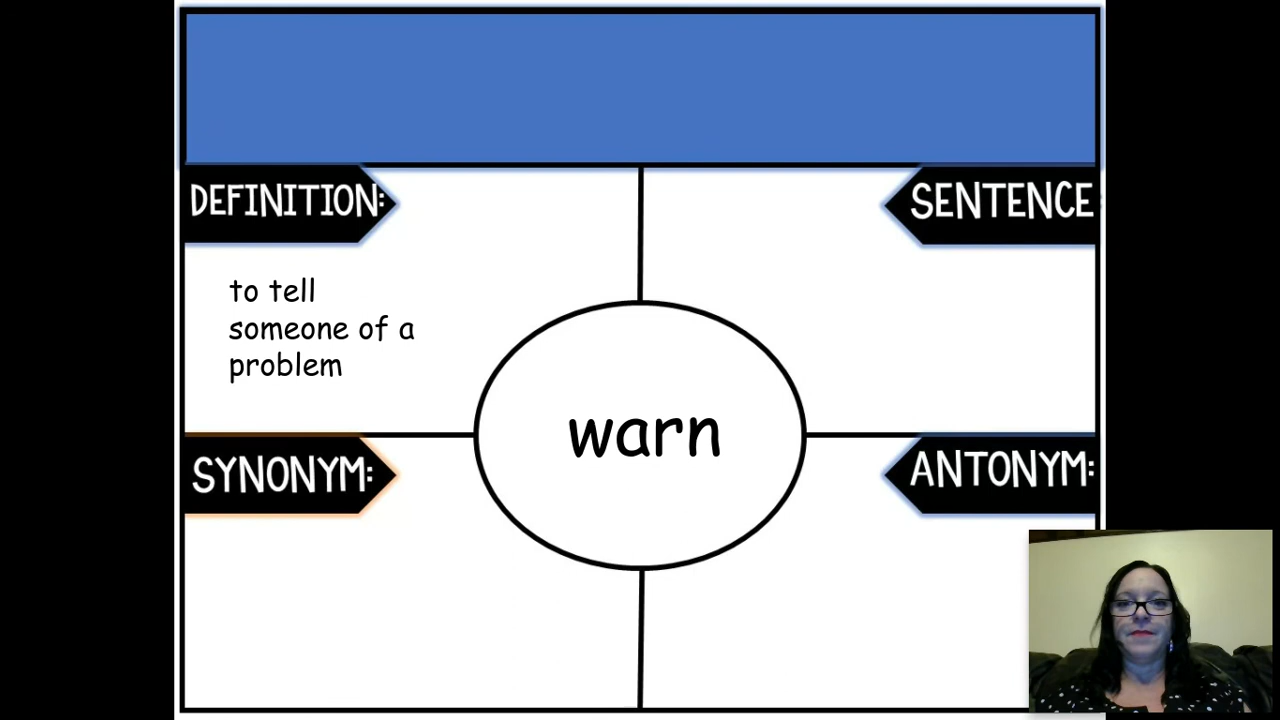 DEFINITION:
SENTENCE
to tell
someone of a
problem
warn
SYNONYM:
ANTONYM: